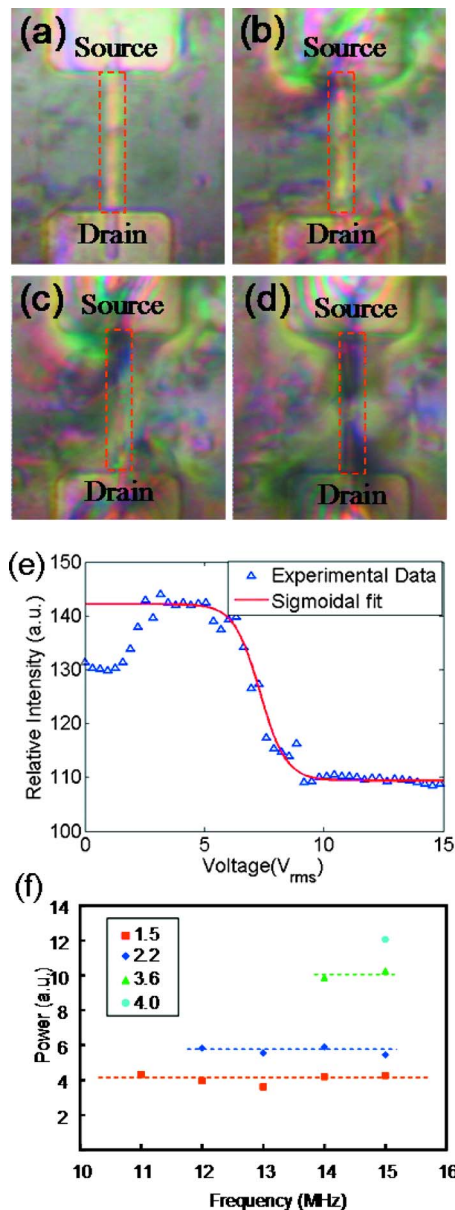 (a)
Source
Drain
(b)
Source
Drain
(c)
Source
Drain
(d)
Source
Drain
(e)
150
140
130
120
110
100
Relative Intensity (a.u.)
Experimental Data
Sigmoidal fit
0 5 10 15
Voltage(Vrms)
(f)
14
12
10
8
6
4
2
Power (a.u.)
1.5
2.2
3.6
4.0
10 11 12 13 14 15 16
Frequency (MHz)